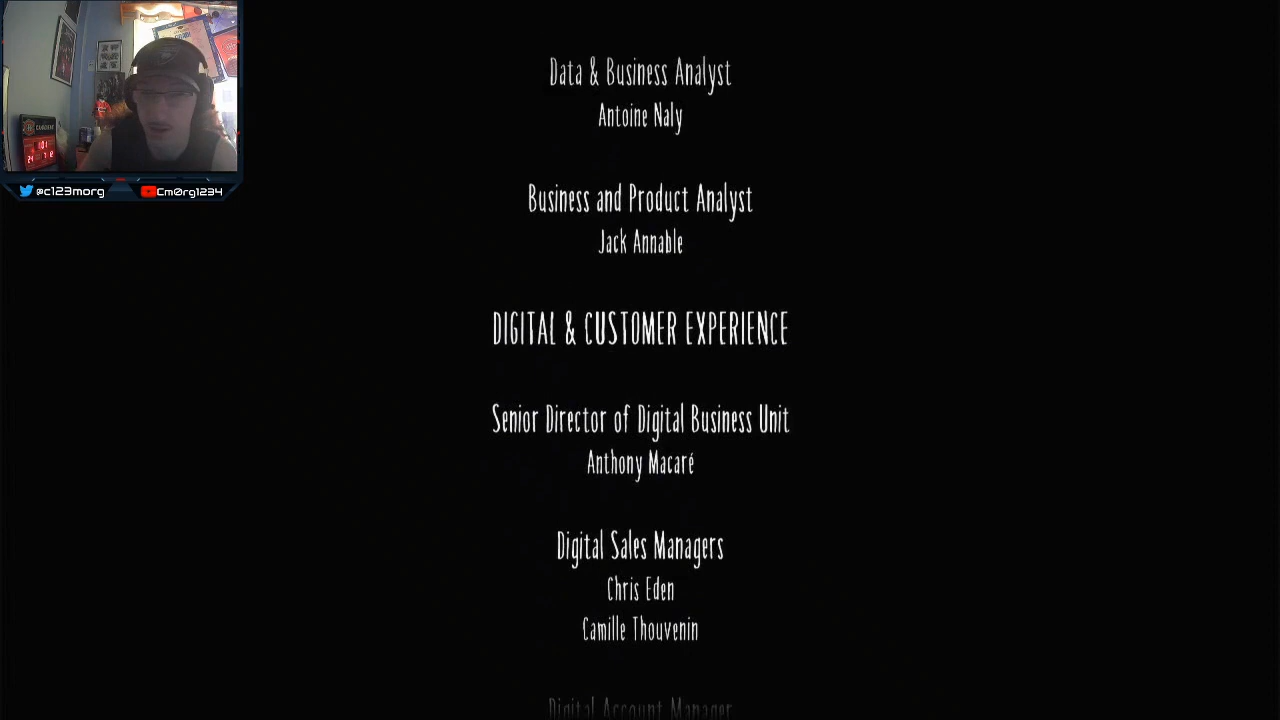 @c123morg
Cm0rg1234
Data & Business Analyst
Antoine Naly
Business and Product Analyst
Jack Annable
DIGITAL & CUSTOMER EXPERIENCE
Senior Director of Digital Business Unit
Anthony Macaré
Digital Sales Managers
Chris Eden
Camille Thouvenin
Digital Account Manager